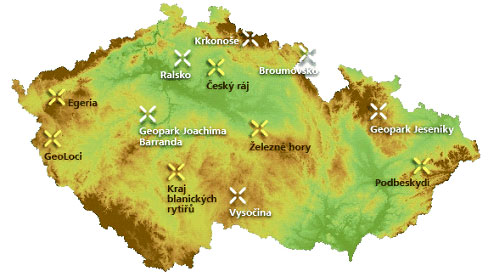 Krkonoše
Ralsko
Český ráj
Broumovsko
Egeria
Geopark Joachima
Barranda
Geopark Jeseníky
GeoLoci
Železné hory
Kraj
blanických
rytířů
Podbeskydí
Vysočina